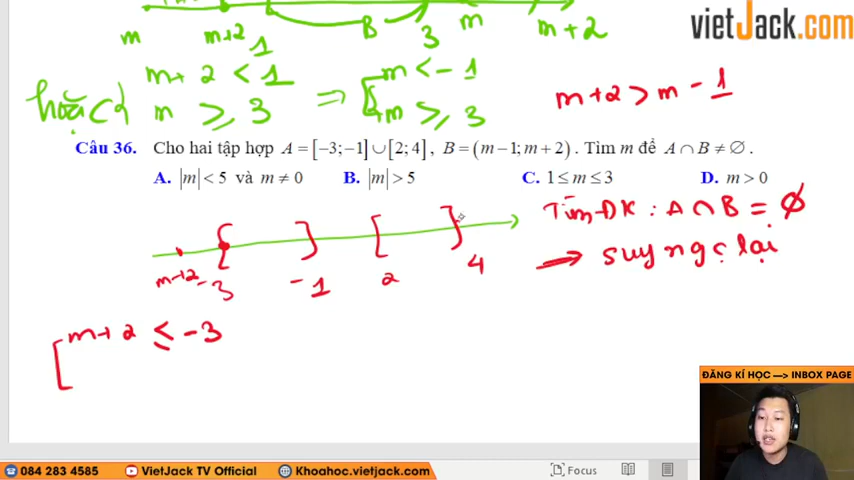 vietJack.com
m m+2 1 B 3 m m+2
m+2 < 1 m < -1
hoặc m ≥ 3 => m ≥ 3
m+2 > m-1
Câu 36. Cho hai tập hợp A = [−3;−1] ∪ [2;4], B = (m−1; m+2). Tìm m để A ∩ B ≠ ∅.
A. |m| < 5 và m ≠ 0 B. |m| > 5 C. 1 ≤ m ≤ 3 D. m > 0
Tìm ĐK : A ∩ B = ∅
→ suy ngc lại
m+2 -3 -1 2 4
m+2 ≤ -3
ĐĂNG KÍ HỌC —> INBOX PAGE
084 283 4585 VietJack TV Official Khoahoc.vietjack.com
Focus